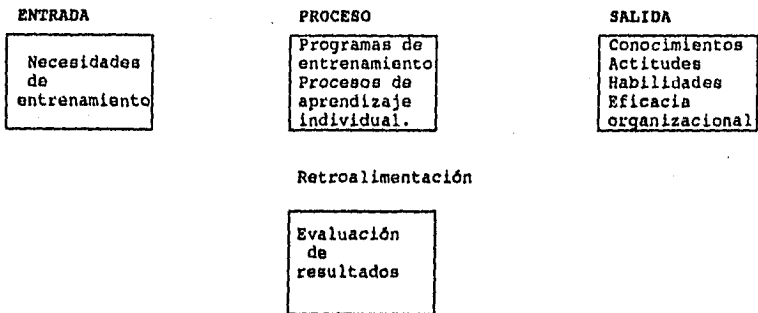 ENTRADA
Necesidades
de
entrenamiento
PROCESO
Programas de
entrenamiento
Procesos de
aprendizaje
individual.
SALIDA
Conocimientos
Actitudes
Habilidades
Eficacia
organizacional
Retroalimentación
Evaluación
de
resultados